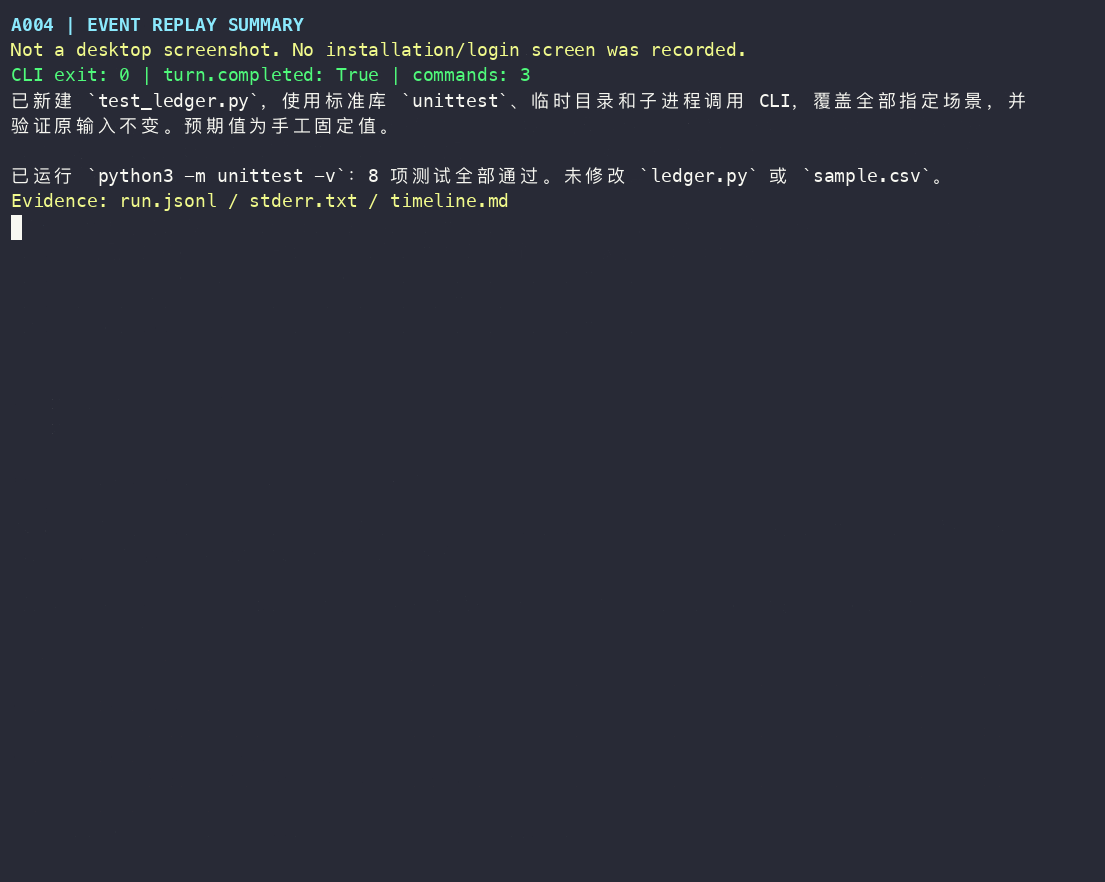 A004 | EVENT REPLAY SUMMARY
Not a desktop screenshot. No installation/login screen was recorded.
CLI exit: 0 | turn.completed: True | commands: 3
已新建 `test_ledger.py`，使用标准库 `unittest`、临时目录和子进程调用 CLI，覆盖全部指定场景，并
验证原输入不变。预期值为手工固定值。
已运行 `python3 -m unittest -v`：8 项测试全部通过。未修改 `ledger.py` 或 `sample.csv`。
Evidence: run.jsonl / stderr.txt / timeline.md